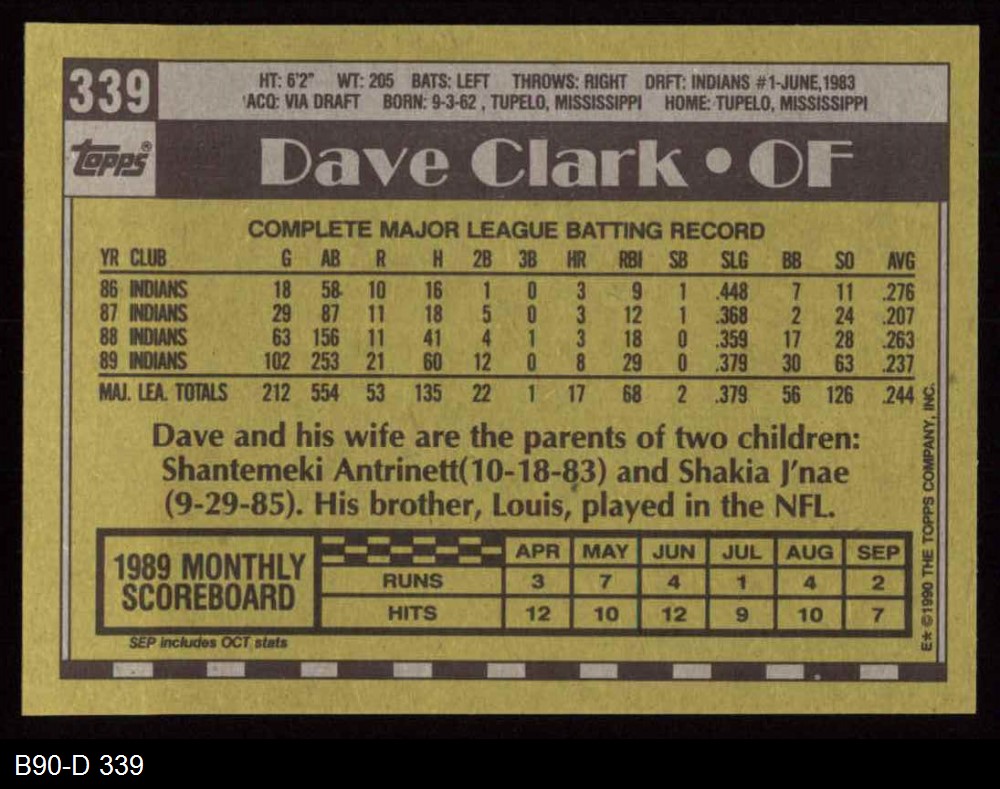 339
HT: 6'2" WT: 205 BATS: LEFT THROWS: RIGHT DRFT: INDIANS #1-JUNE,1983
ACQ: VIA DRAFT BORN: 9-3-62 , TUPELO, MISSISSIPPI HOME: TUPELO, MISSISSIPPI
Topps®
Dave Clark • OF
COMPLETE MAJOR LEAGUE BATTING RECORD
YR CLUB G AB R H 2B 3B HR RBI SB SLG BB SO AVG
86 INDIANS 18 58 10 16 1 0 3 9 1 .448 7 11 .276
87 INDIANS 29 87 11 18 5 0 3 12 1 .368 2 24 .207
88 INDIANS 63 156 11 41 4 1 3 18 0 .359 17 28 .263
89 INDIANS 102 253 21 60 12 0 8 29 0 .379 30 63 .237
MAJ. LEA. TOTALS 212 554 53 135 22 1 17 68 2 .379 56 126 .244
Dave and his wife are the parents of two children:
Shantemeki Antrinett(10-18-83) and Shakia J'nae
(9-29-85). His brother, Louis, played in the NFL.
1989 MONTHLY
SCOREBOARD
APR MAY JUN JUL AUG SEP
RUNS 3 7 4 1 4 2
HITS 12 10 12 9 10 7
SEP includes OCT stats
E* ©1990 THE TOPPS COMPANY, INC.
B90-D 339